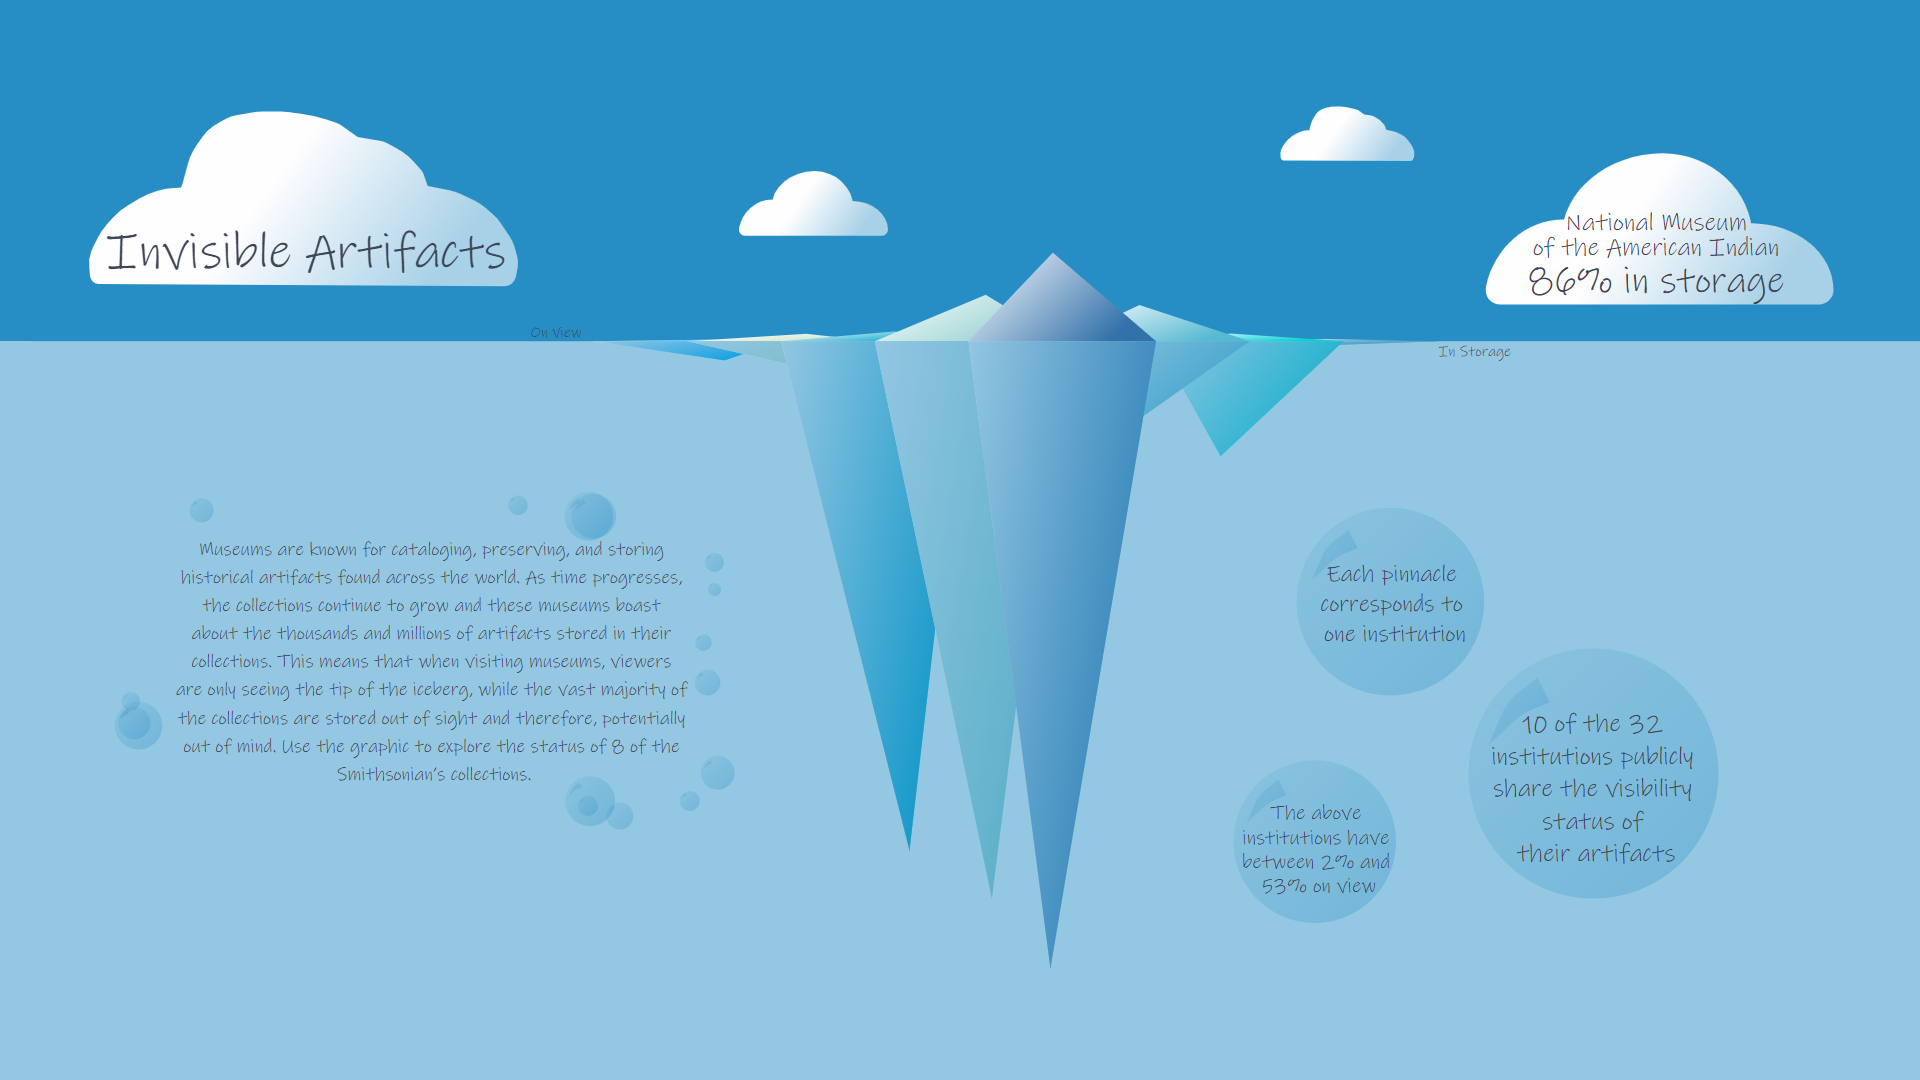 Invisible Artifacts
National Museum
of the American Indian
86% in storage
On View
In Storage
Museums are known for cataloging, preserving, and storing
historical artifacts found across the world. As time progresses,
the collections continue to grow and these museums boast
about the thousands and millions of artifacts stored in their
collections. This means that when visiting museums, viewers
are only seeing the tip of the iceberg, while the vast majority of
the collections are stored out of sight and therefore, potentially
out of mind. Use the graphic to explore the status of 8 of the
Smithsonian's collections.
Each pinnacle
corresponds to
one institution
10 of the 32
institutions publicly
share the visibility
status of
their artifacts
The above
institutions have
between 2% and
53% on view